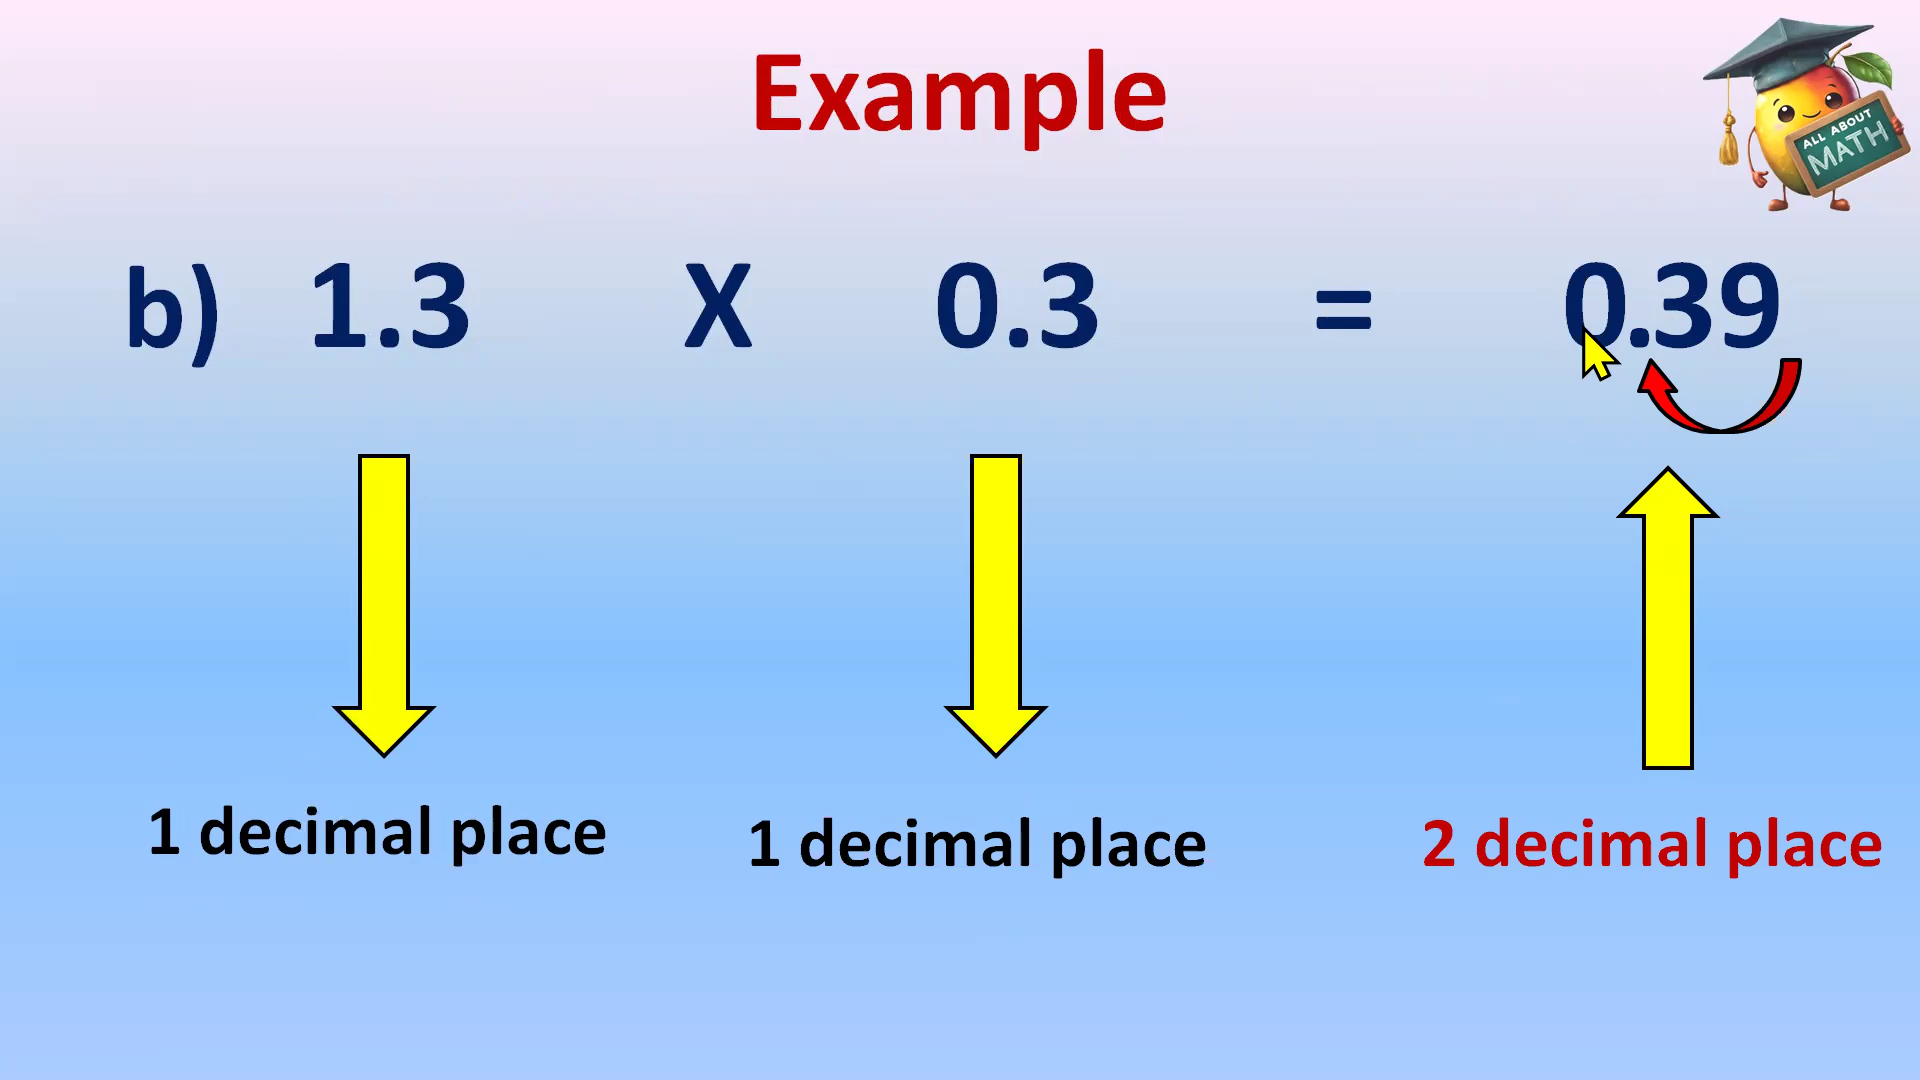 Example
ALL ABOUT
MATH
b) 1.3 X 0.3 = 0.39
1 decimal place 1 decimal place 2 decimal place